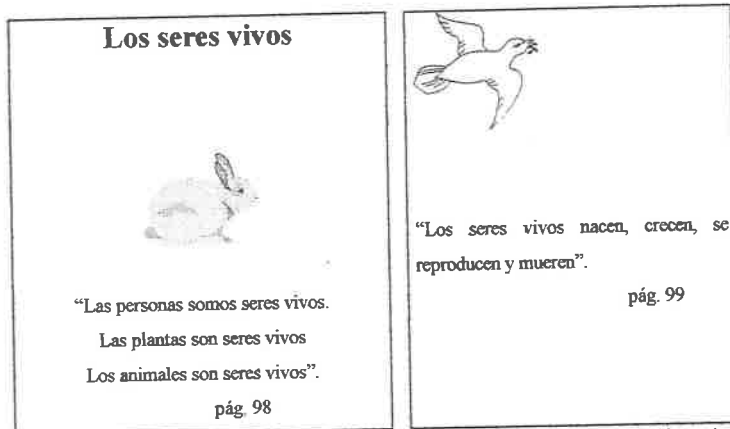 Los seres vivos
“Las personas somos seres vivos.
Las plantas son seres vivos
Los animales son seres vivos”.
pág. 98
“Los seres vivos nacen, crecen, se
reproducen y mueren”.
pág. 99